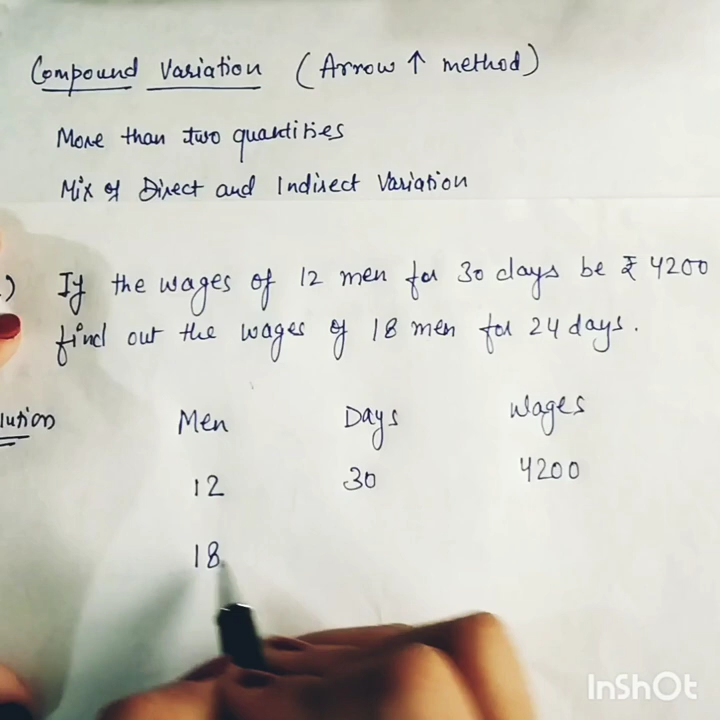 Compound Variation (Arrow ↑ method)
More than two quantities
Mix of Direct and Indirect Variation
.) If the wages of 12 men for 30 days be ₹ 4200
find out the wages of 18 men for 24 days.
lution Men Days Wages
12 30 4200
18
InShOt